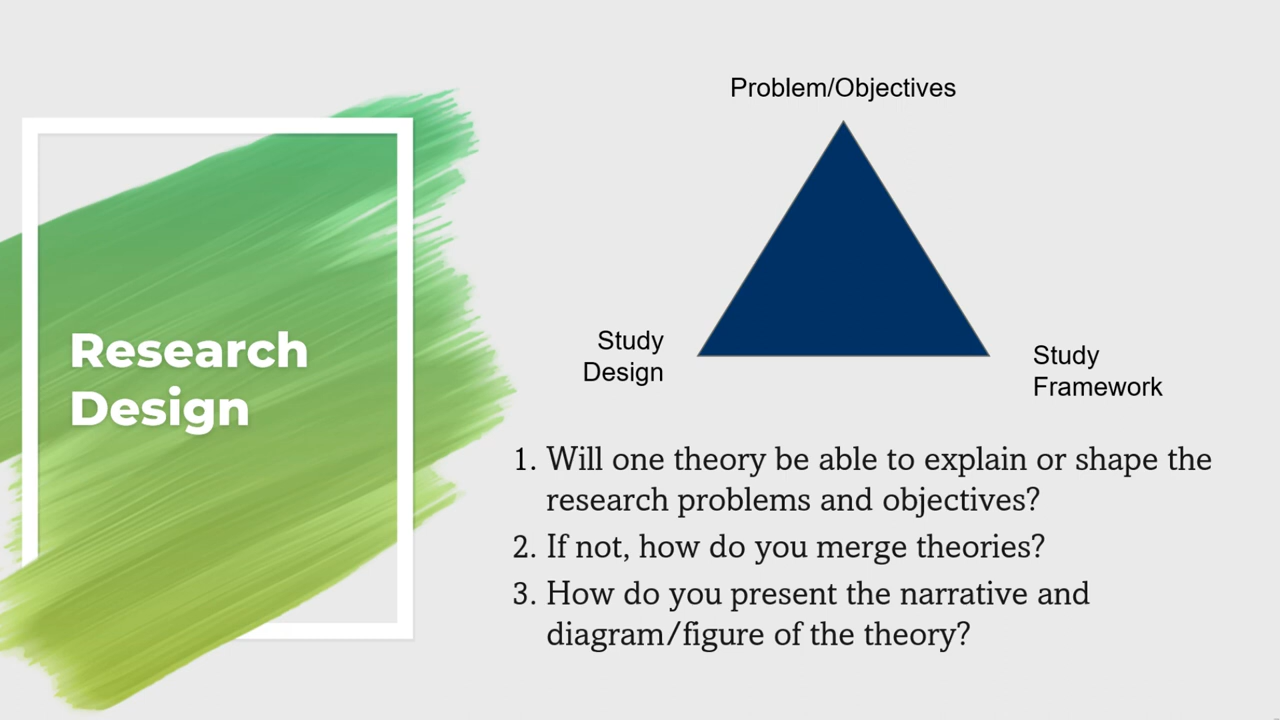 Research
Design
Problem/Objectives
Study
Design
Study
Framework
1. Will one theory be able to explain or shape the
research problems and objectives?
2. If not, how do you merge theories?
3. How do you present the narrative and
diagram/figure of the theory?